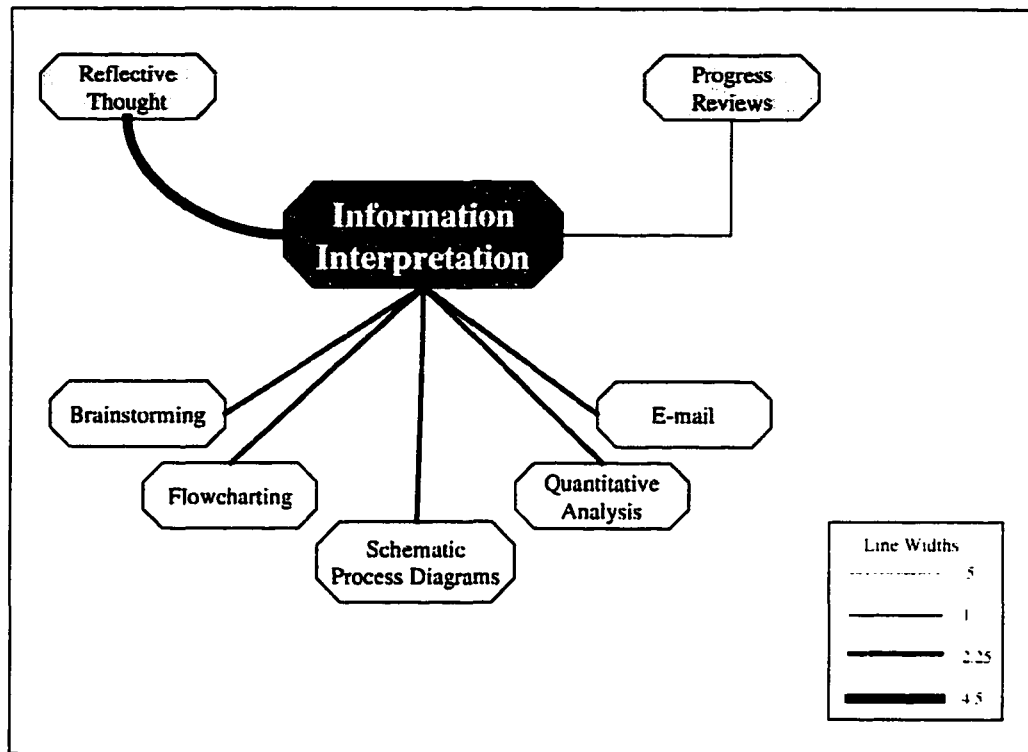 Reflective
Thought
Progress
Reviews
Information
Interpretation
Brainstorming
E-mail
Flowcharting
Quantitative
Analysis
Schematic
Process Diagrams
Line Widths
.5
1
2.25
4.5